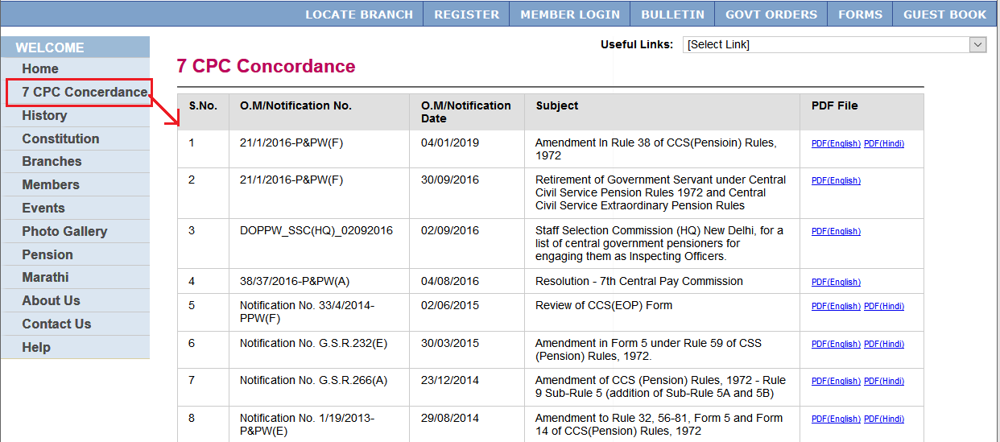 LOCATE BRANCH REGISTER MEMBER LOGIN BULLETIN GOVT ORDERS FORMS GUEST BOOK
WELCOME
Home
7 CPC Concerdance
History
Constitution
Branches
Members
Events
Photo Gallery
Pension
Marathi
About Us
Contact Us
Help
Useful Links: [Select Link]
7 CPC Concordance
S.No. O.M/Notification No. O.M/Notification Subject PDF File
Date
1 21/1/2016-P&PW(F) 04/01/2019 Amendment In Rule 38 of CCS(Pensioin) Rules, PDF(English) PDF(Hindi)
1972
2 21/1/2016-P&PW(F) 30/09/2016 Retirement of Government Servant under Central PDF(English)
Civil Service Pension Rules 1972 and Central
Civil Service Extraordinary Pension Rules
3 DOPPW_SSC(HQ)_02092016 02/09/2016 Staff Selection Commission (HQ) New Delhi, for a PDF(English)
list of central government pensioners for
engaging them as Inspecting Officers.
4 38/37/2016-P&PW(A) 04/08/2016 Resolution - 7th Central Pay Commission PDF(English)
5 Notification No. 33/4/2014- 02/06/2015 Review of CCS(EOP) Form PDF(English) PDF(Hindi)
PPW(F)
6 Notification No. G.S.R.232(E) 30/03/2015 Amendment in Form 5 under Rule 59 of CSS PDF(English) PDF(Hindi)
(Pension) Rules, 1972.
7 Notification No. G.S.R.266(A) 23/12/2014 Amendment of CCS (Pension) Rules, 1972 - Rule PDF(English) PDF(Hindi)
9 Sub-Rule 5 (addition of Sub-Rule 5A and 5B)
8 Notification No. 1/19/2013- 29/08/2014 Amendment to Rule 32, 56-81, Form 5 and Form PDF(English) PDF(Hindi)
P&PW(E) 14 of CCS(Pension) Rules, 1972